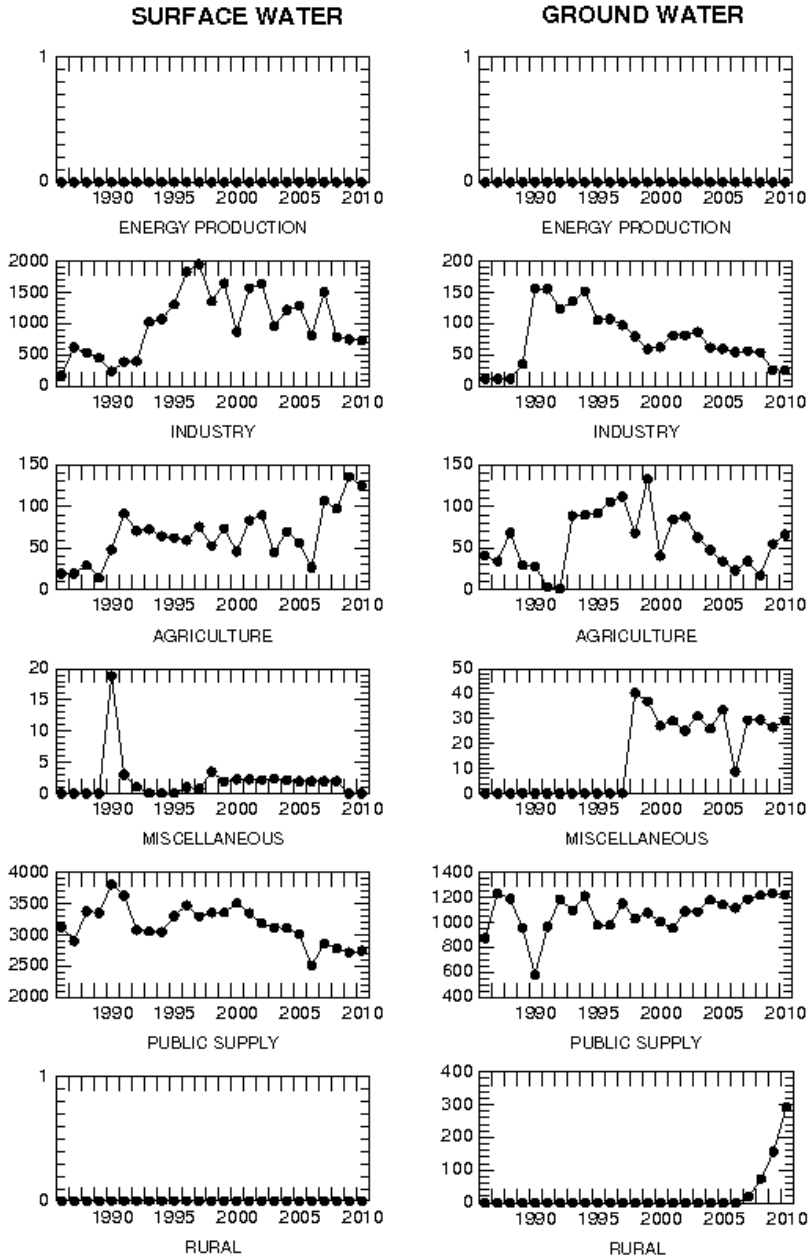 SURFACE WATER
GROUND WATER
1
0
1990 1995 2000 2005 2010
ENERGY PRODUCTION
1
0
1990 1995 2000 2005 2010
ENERGY PRODUCTION
2000
1500
1000
500
0
1990 1995 2000 2005 2010
INDUSTRY
200
150
100
50
0
1990 1995 2000 2005 2010
INDUSTRY
150
100
50
0
1990 1995 2000 2005 2010
AGRICULTURE
150
100
50
0
1990 1995 2000 2005 2010
AGRICULTURE
20
15
10
5
0
1990 1995 2000 2005 2010
MISCELLANEOUS
50
40
30
20
10
0
1990 1995 2000 2005 2010
MISCELLANEOUS
4000
3500
3000
2500
2000
1990 1995 2000 2005 2010
PUBLIC SUPPLY
1400
1200
1000
800
600
400
1990 1995 2000 2005 2010
PUBLIC SUPPLY
1
0
1990 1995 2000 2005 2010
RURAL
400
300
200
100
0
1990 1995 2000 2005 2010
RURAL